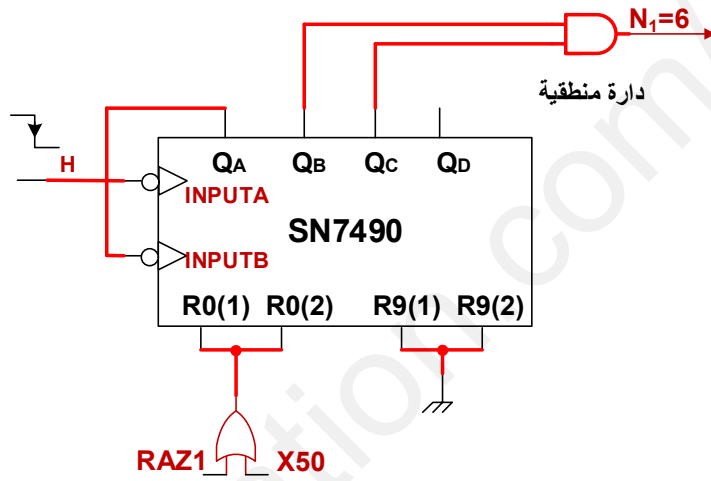 N₁=6
دارة منطقية
H
QA QB QC QD
INPUTA
SN7490
INPUTB
R0(1) R0(2) R9(1) R9(2)
RAZ1 X50